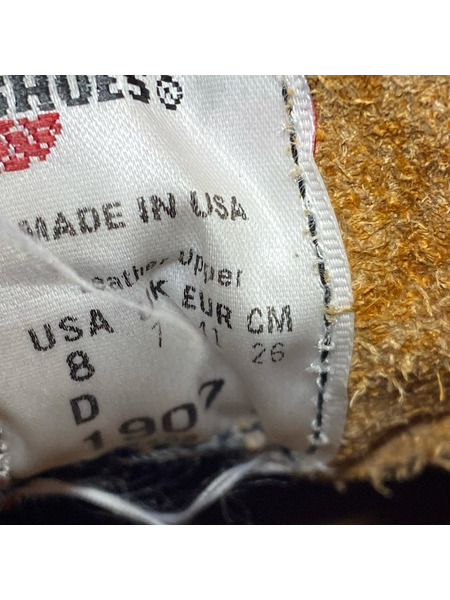 SHOES®
MADE IN USA
Leather Upper
USA UK EUR CM
8 7 41 26
D
1907